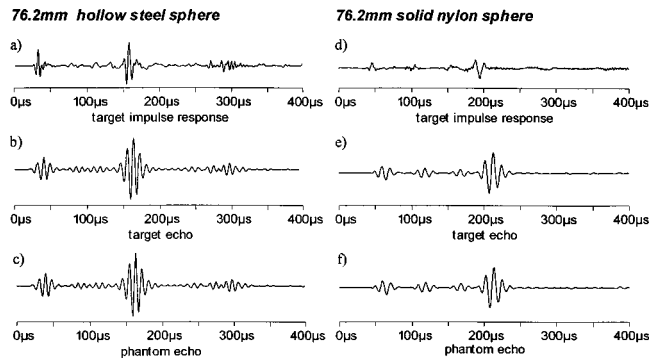 76.2mm hollow steel sphere
a)
0µs 100µs 200µs 300µs 400µs
target impulse response
b)
0µs 100µs 200µs 300µs 400µs
target echo
c)
0µs 100µs 200µs 300µs 400µs
phantom echo
76.2mm solid nylon sphere
d)
0µs 100µs 200µs 300µs 400µs
target impulse response
e)
0µs 100µs 200µs 300µs 400µs
target echo
f)
0µs 100µs 200µs 300µs 400µs
phantom echo